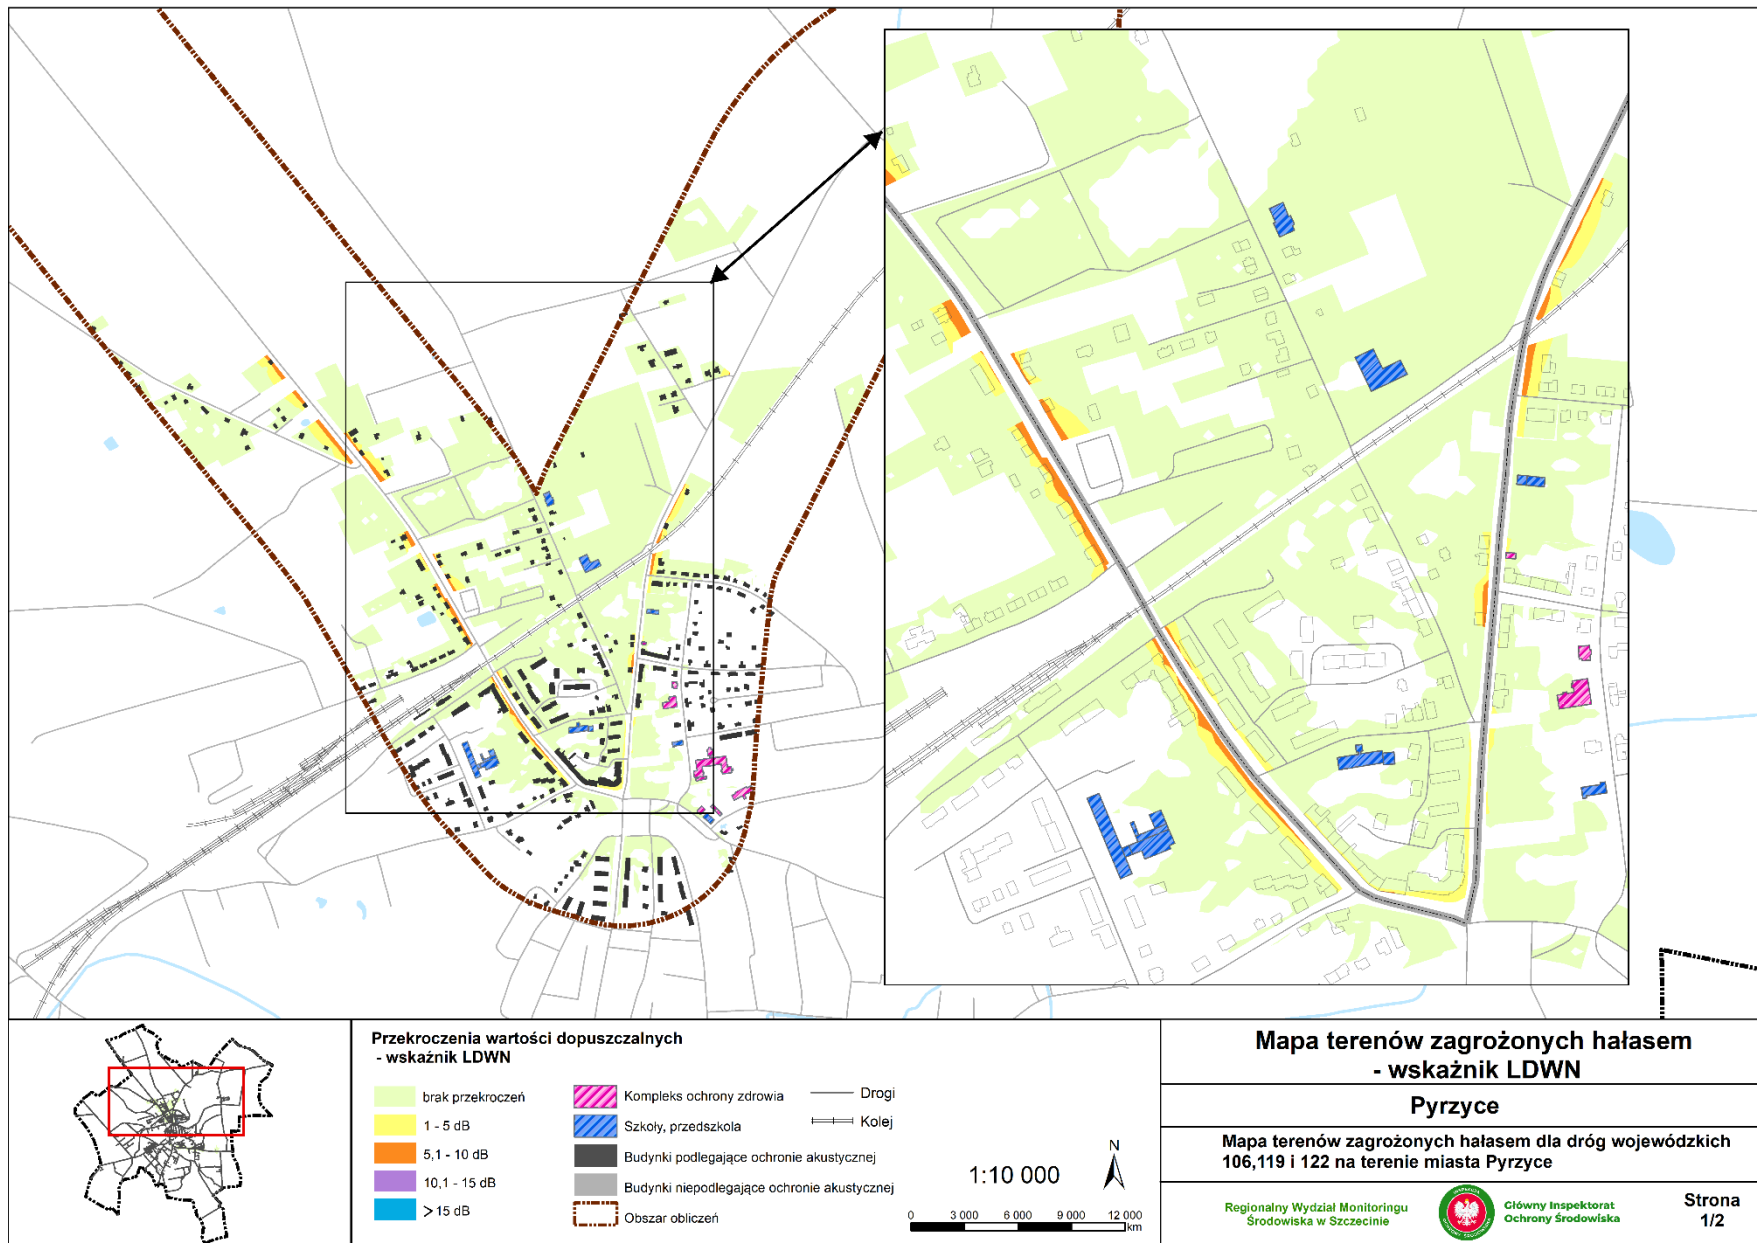 Przekroczenia wartości dopuszczalnych
- wskaźnik LDWN
brak przekroczeń
1 - 5 dB
5,1 - 10 dB
10,1 - 15 dB
> 15 dB
Kompleks ochrony zdrowia
Szkoły, przedszkola
Budynki podlegające ochronie akustycznej
Budynki niepodlegające ochronie akustycznej
Obszar obliczeń
Drogi
Kolej
1:10 000
N
0 3 000 6 000 9 000 12 000
km
Mapa terenów zagrożonych hałasem
- wskaźnik LDWN
Pyrzyce
Mapa terenów zagrożonych hałasem dla dróg wojewódzkich
106,119 i 122 na terenie miasta Pyrzyce
Regionalny Wydział Monitoringu
Środowiska w Szczecinie
Główny Inspektorat
Ochrony Środowiska
Strona
1/2